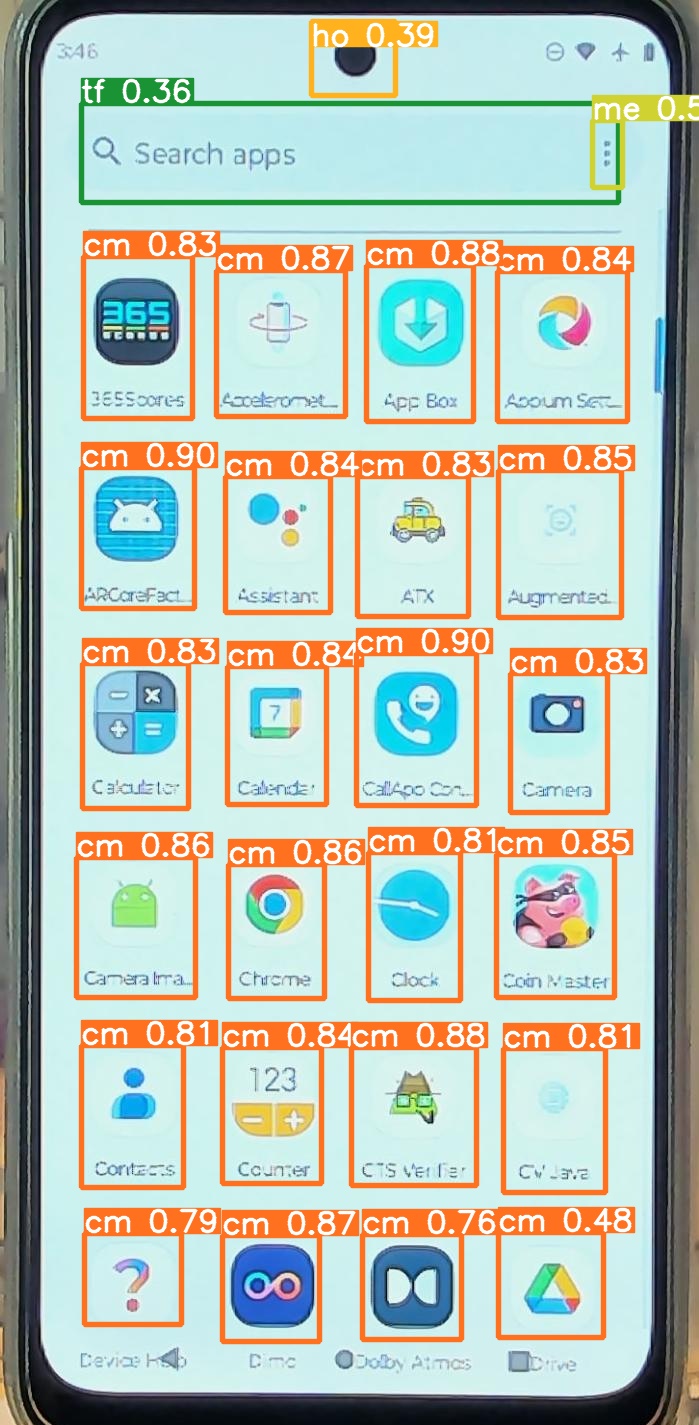 ho 0.39
3:46
tf 0.36
me 0.5
Search apps
cm 0.83 cm 0.87 cm 0.88 cm 0.84
365
SCORES
365Scores Acceleromet... App Box Appium Sett...
cm 0.90 cm 0.84 cm 0.83 cm 0.85
ARCoreFact... Assistant ATX Augmented...
cm 0.83 cm 0.84 cm 0.90 cm 0.83
7
Calculator Calendar CallApp Con... Camera
cm 0.86 cm 0.86 cm 0.81 cm 0.85
Camera Ima... Chrome Clock Coin Master
cm 0.81 cm 0.84 cm 0.88 cm 0.81
123
Contacts Counter CTS Verifier CV Java
cm 0.79 cm 0.87 cm 0.76 cm 0.48
?
Device Help Dolby Atmos Drive